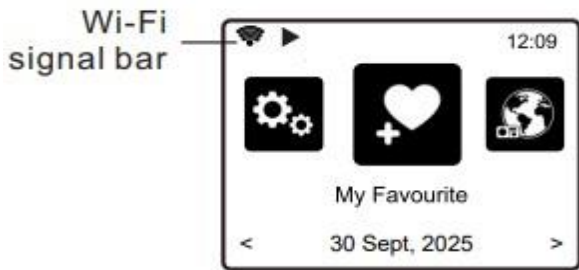 Wi-Fi
signal bar
12:09
My Favourite
< 30 Sept, 2025 >